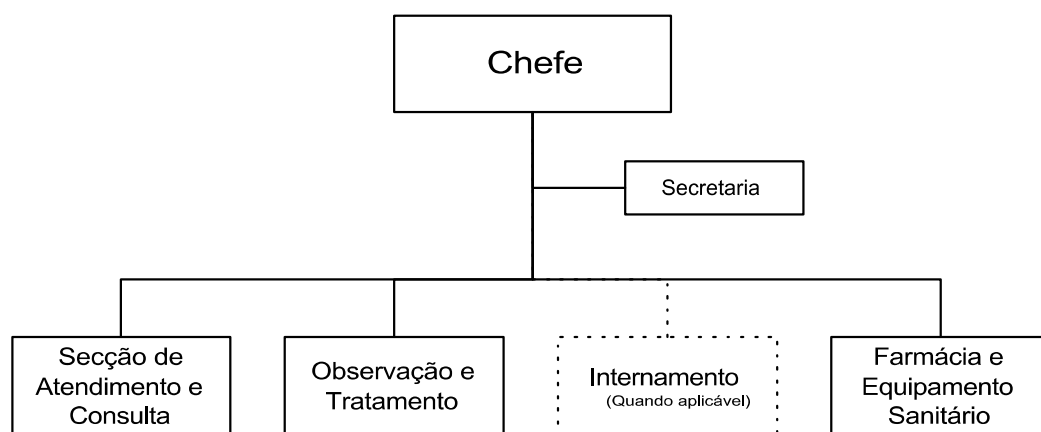 Chefe
Secretaria
Secção de
Atendimento e
Consulta
Observação e
Tratamento
Internamento
(Quando aplicável)
Farmácia e
Equipamento
Sanitário